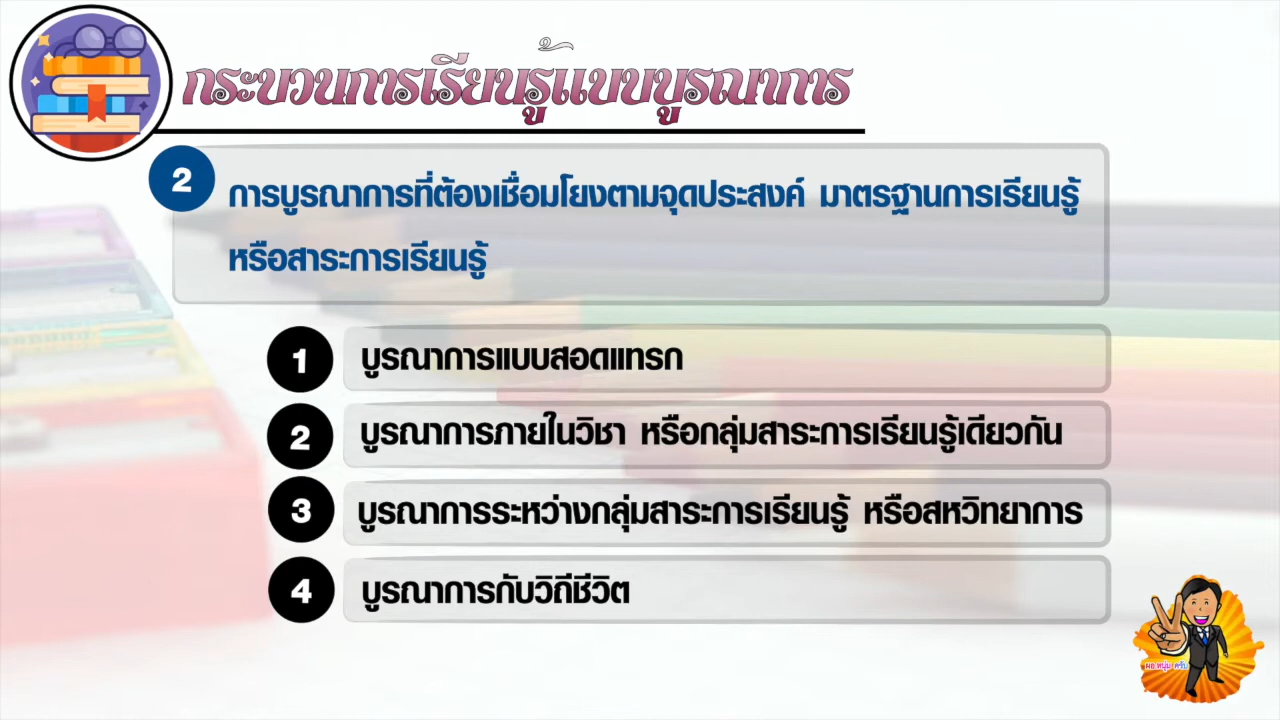 กระบวนการเรียนรู้แบบบูรณาการ
2
การบูรณาการที่ต้องเชื่อมโยงตามจุดประสงค์ มาตรฐานการเรียนรู้
หรือสาระการเรียนรู้
1 บูรณาการแบบสอดแทรก
2 บูรณาการภายในวิชา หรือกลุ่มสาระการเรียนรู้เดียวกัน
3 บูรณาการระหว่างกลุ่มสาระการเรียนรู้ หรือสหวิทยาการ
4 บูรณาการกับวิถีชีวิต
ผอ.หนุ่ม ครับ